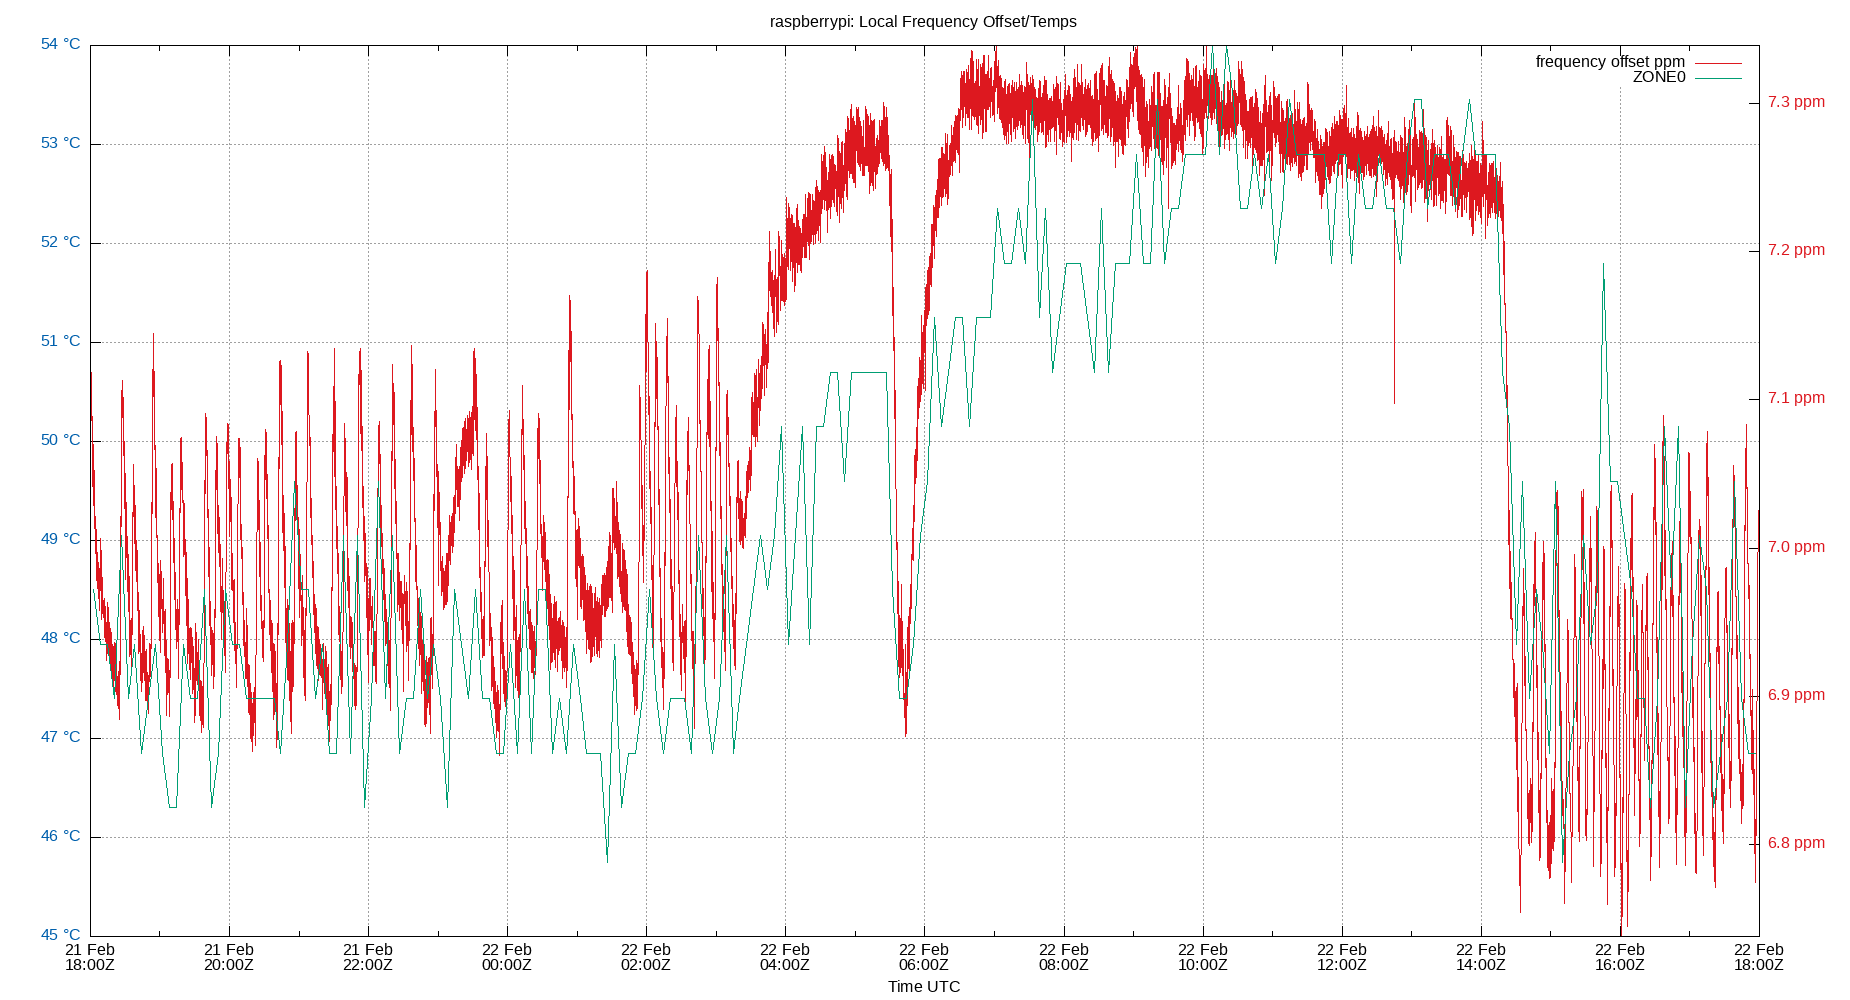 raspberrypi: Local Frequency Offset/Temps
frequency offset ppm
ZONE0
54 °C
53 °C
52 °C
51 °C
50 °C
49 °C
48 °C
47 °C
46 °C
45 °C
7.3 ppm
7.2 ppm
7.1 ppm
7.0 ppm
6.9 ppm
6.8 ppm
21 Feb 21 Feb 21 Feb 22 Feb 22 Feb 22 Feb 22 Feb 22 Feb 22 Feb 22 Feb 22 Feb 22 Feb 22 Feb
18:00Z 20:00Z 22:00Z 00:00Z 02:00Z 04:00Z 06:00Z 08:00Z 10:00Z 12:00Z 14:00Z 16:00Z 18:00Z
Time UTC